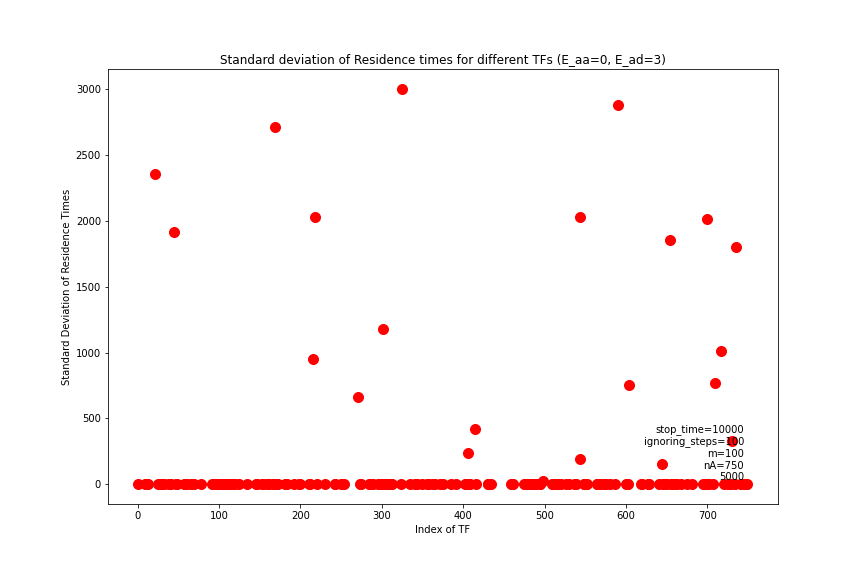 Standard deviation of Residence times for different TFs (E_aa=0, E_ad=3)
3000
2500
2000
1500
1000
500
0
Standard Deviation of Residence Times
stop_time=10000
ignoring_steps=100
m=100
nA=750
5000
0 100 200 300 400 500 600 700
Index of TF